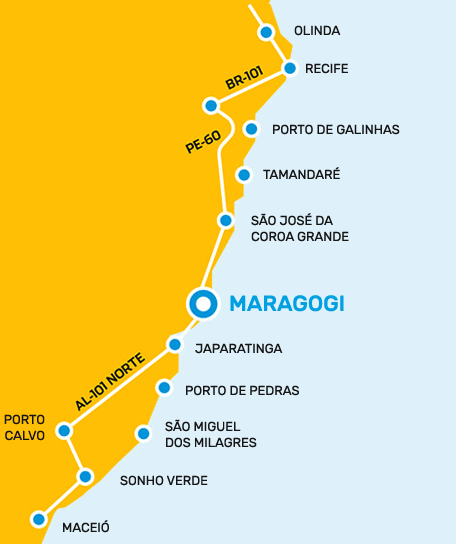 OLINDA
RECIFE
BR-101
PORTO DE GALINHAS
PE-60
TAMANDARÉ
SÃO JOSÉ DA
COROA GRANDE
MARAGOGI
JAPARATINGA
AL-101 NORTE
PORTO DE PEDRAS
PORTO
CALVO
SÃO MIGUEL
DOS MILAGRES
SONHO VERDE
MACEIÓ